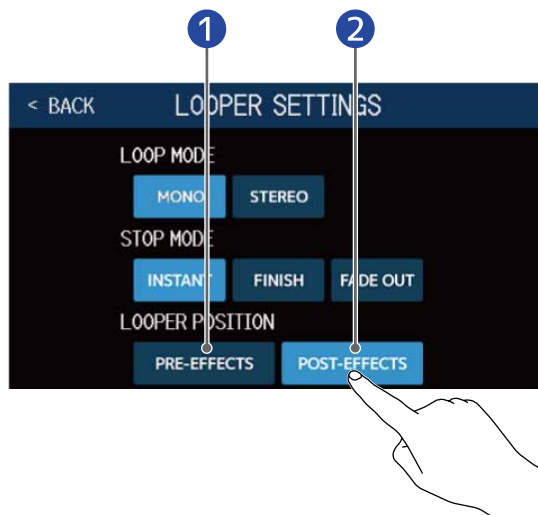 1 2
< BACK LOOPER SETTINGS
LOOP MODE
MONO STEREO
STOP MODE
INSTANT FINISH FADE OUT
LOOPER POSITION
PRE-EFFECTS POST-EFFECTS